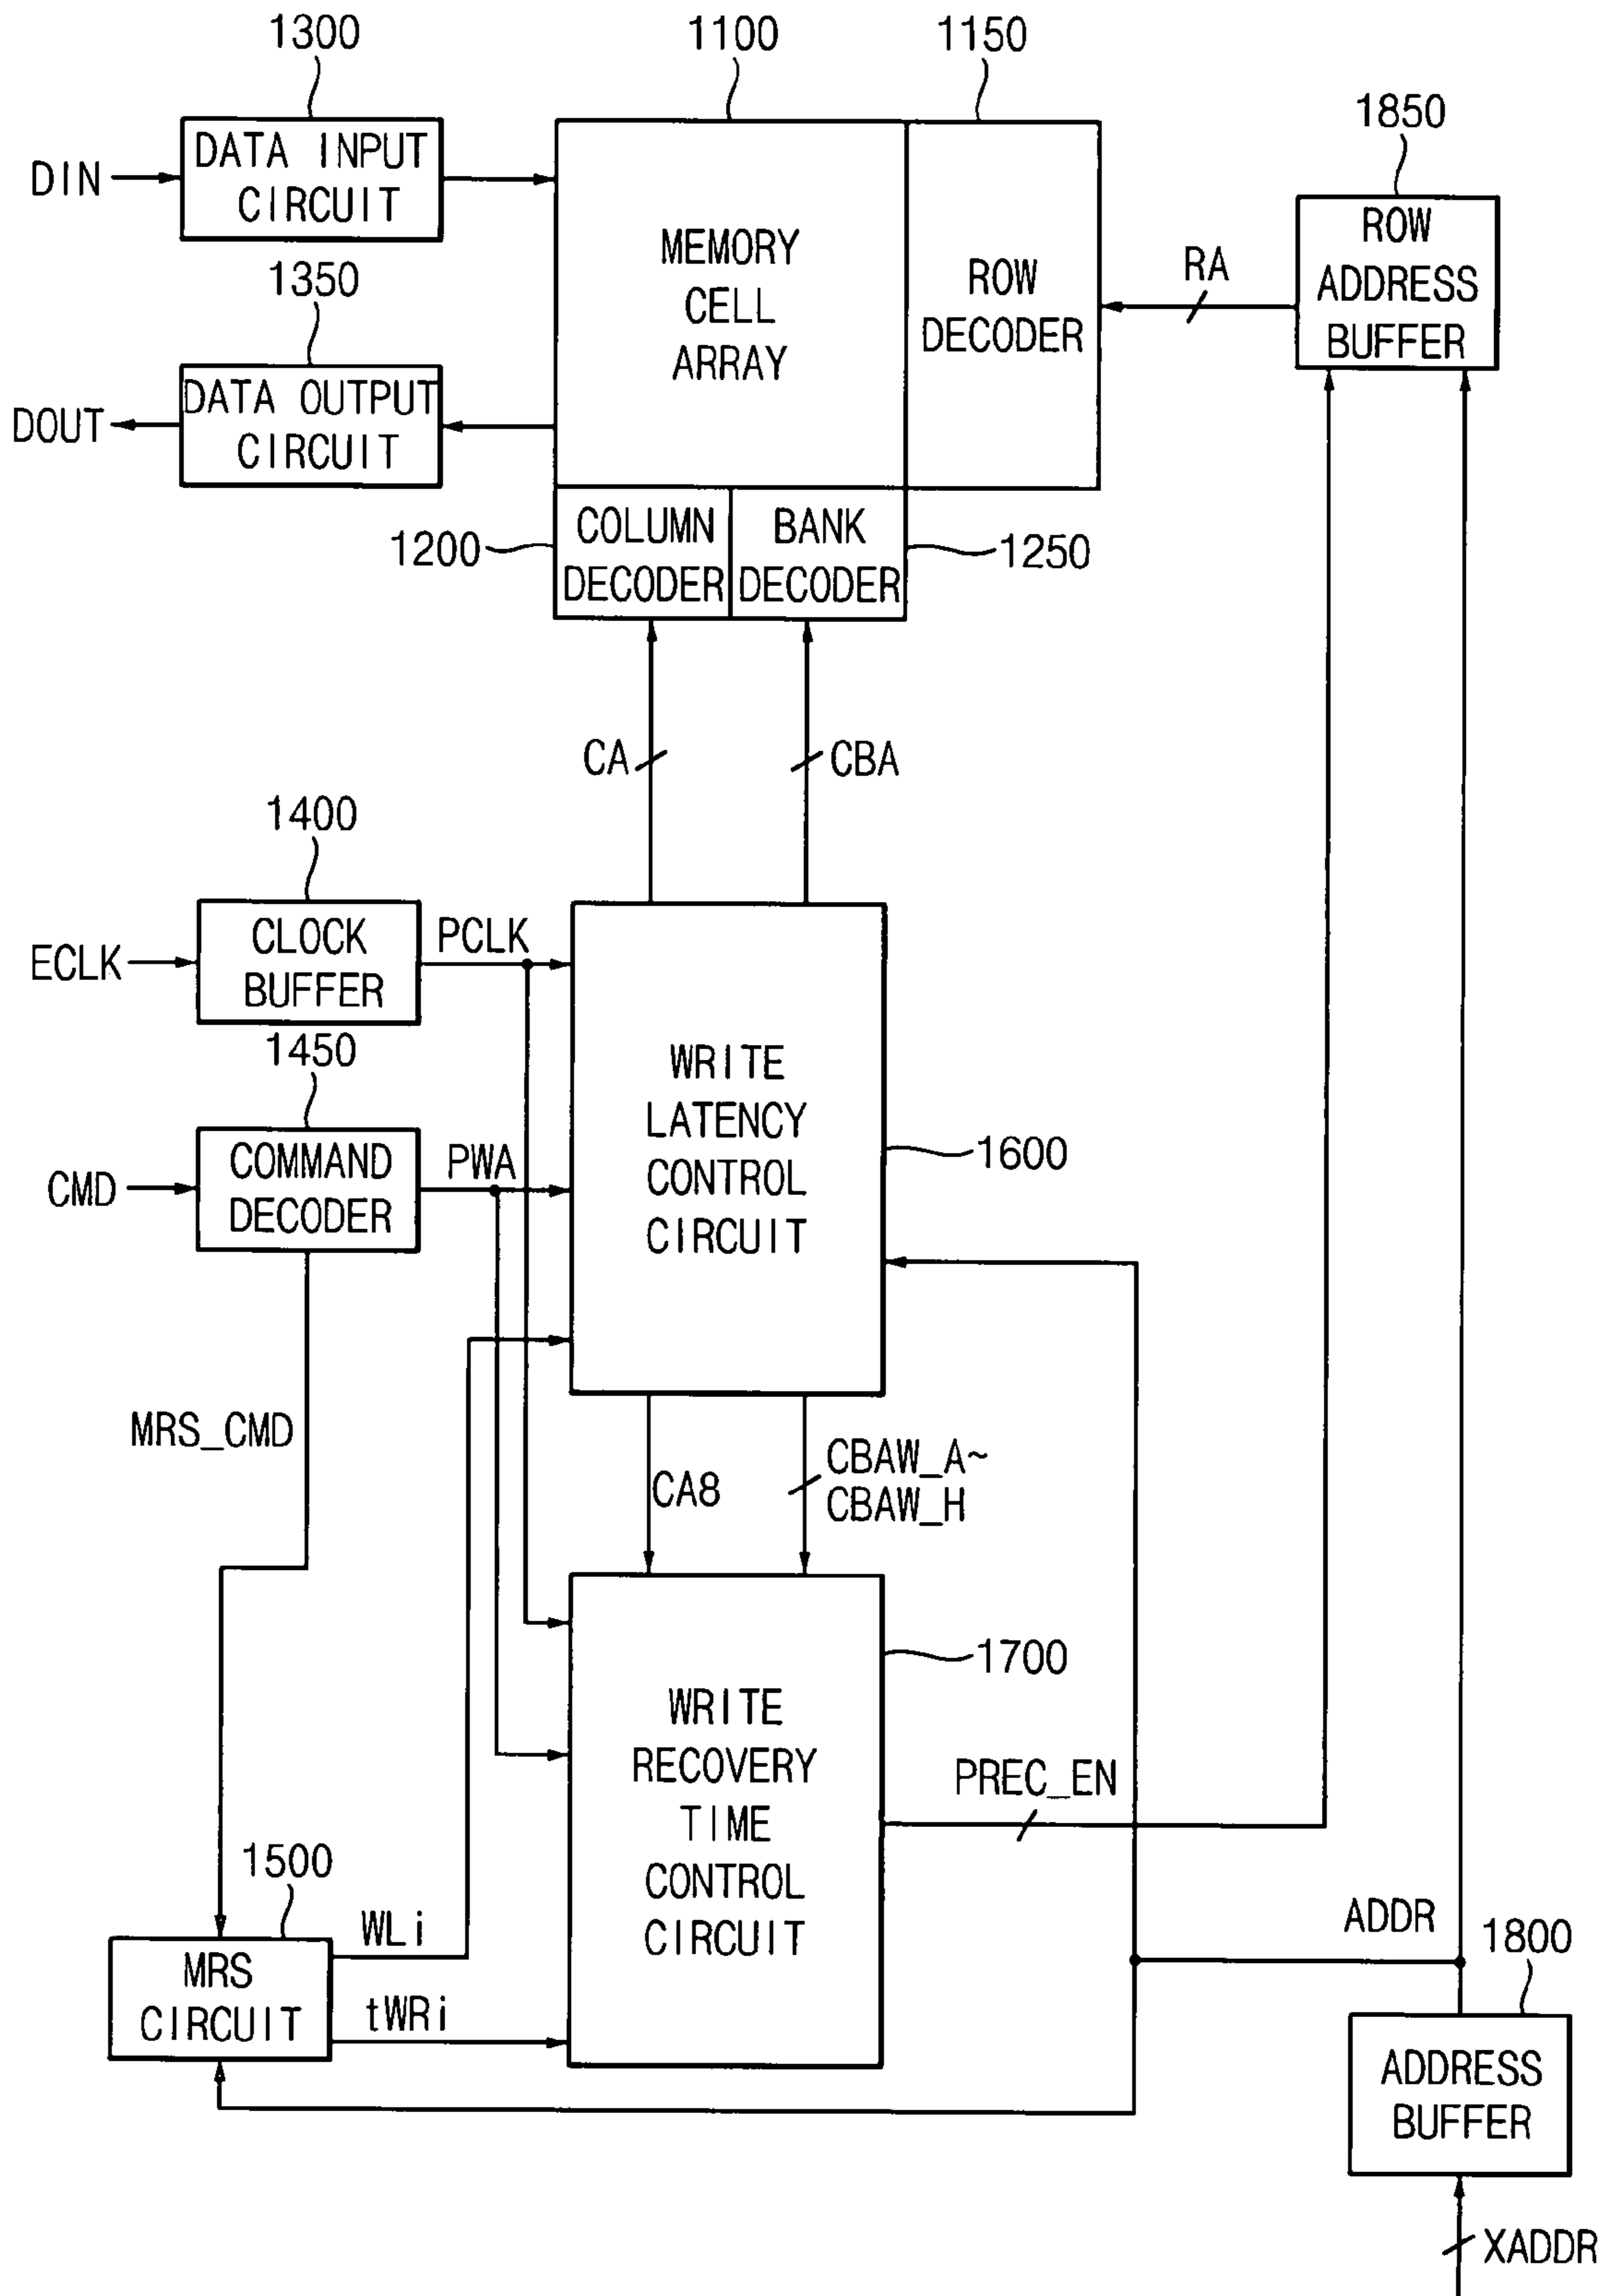 1300
1100
1150
1850
DIN
DATA INPUT
CIRCUIT
MEMORY
CELL
ARRAY
ROW
DECODER
RA
ROW
ADDRESS
BUFFER
1350
DOUT
DATA OUTPUT
CIRCUIT
1200
COLUMN
DECODER
BANK
DECODER
1250
CA
CBA
1400
ECLK
CLOCK
BUFFER
PCLK
1450
CMD
COMMAND
DECODER
PWA
WRITE
LATENCY
CONTROL
CIRCUIT
1600
MRS_CMD
CA8
CBAW_A~
CBAW_H
1700
WRITE
RECOVERY
TIME
CONTROL
CIRCUIT
PREC_EN
1500
MRS
CIRCUIT
WLi
tWRi
ADDR
1800
ADDRESS
BUFFER
XADDR